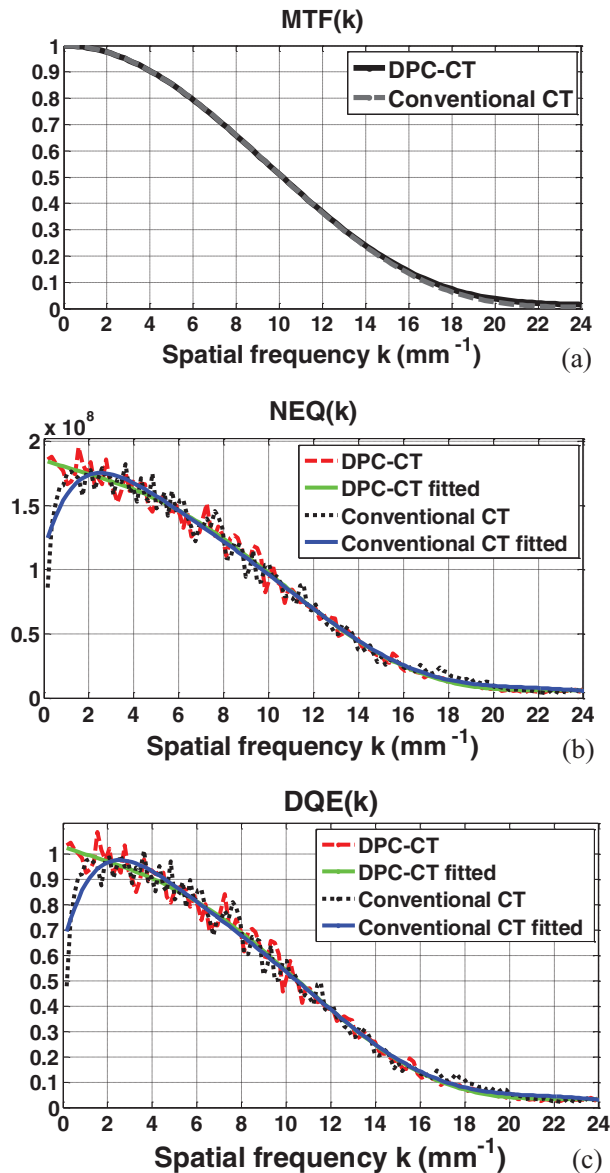 MTF(k)
1
0.9
0.8
0.7
0.6
0.5
0.4
0.3
0.2
0.1
0
DPC-CT
Conventional CT
0 2 4 6 8 10 12 14 16 18 20 22 24
Spatial frequency k (mm⁻¹)
(a)
NEQ(k)
x 10⁸
2
1.5
1
0.5
0
DPC-CT
DPC-CT fitted
Conventional CT
Conventional CT fitted
0 2 4 6 8 10 12 14 16 18 20 22 24
Spatial frequency k (mm⁻¹)
(b)
DQE(k)
1
0.9
0.8
0.7
0.6
0.5
0.4
0.3
0.2
0.1
0
DPC-CT
DPC-CT fitted
Conventional CT
Conventional CT fitted
0 2 4 6 8 10 12 14 16 18 20 22 24
Spatial frequency k (mm⁻¹)
(c)